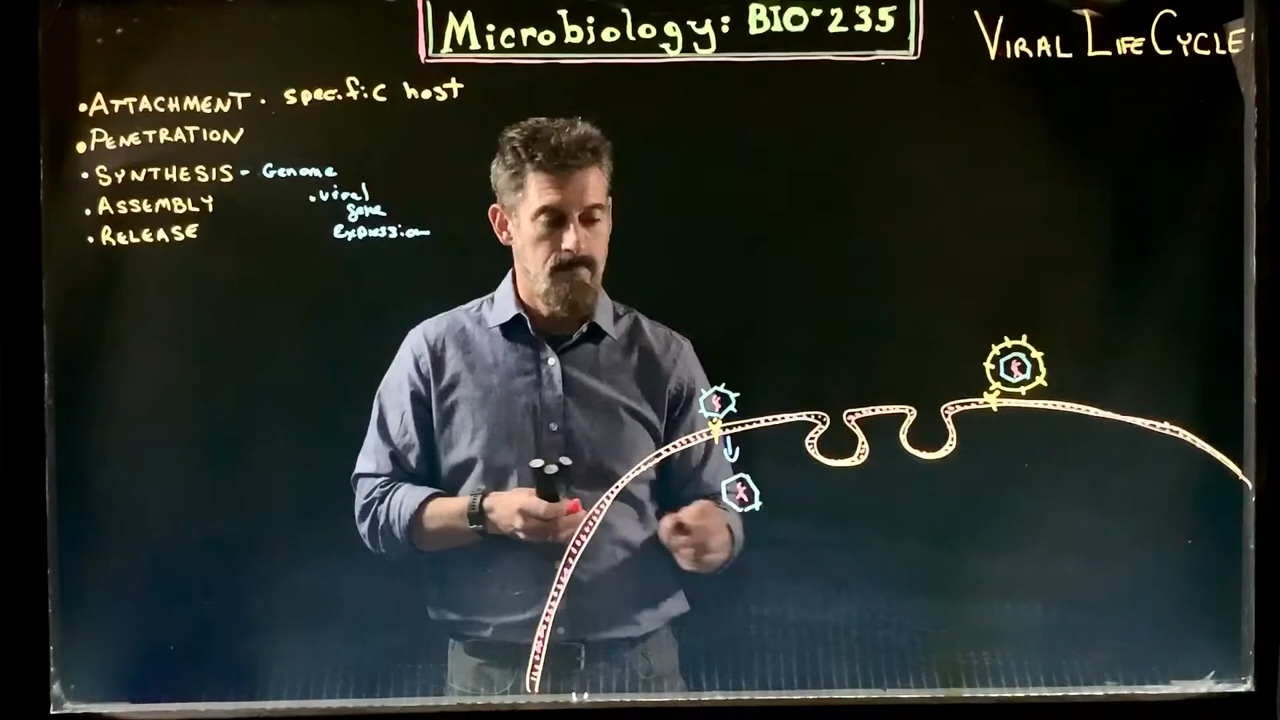 Microbiology: BIO-235
VIRAL LIFE CYCLE
• ATTACHMENT • specific host
• PENETRATION
• SYNTHESIS - Genome
• ASSEMBLY • viral
gene
• RELEASE Expression